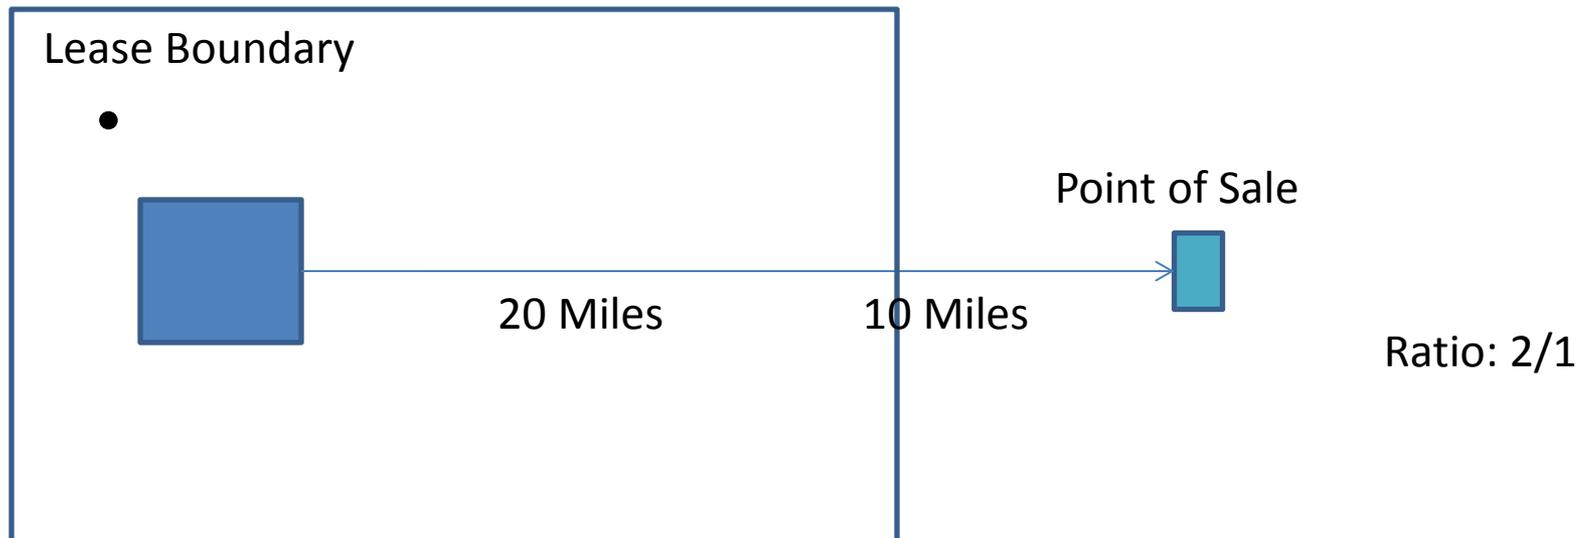 Lease Boundary
Point of Sale
20 Miles
10 Miles
Ratio: 2/1